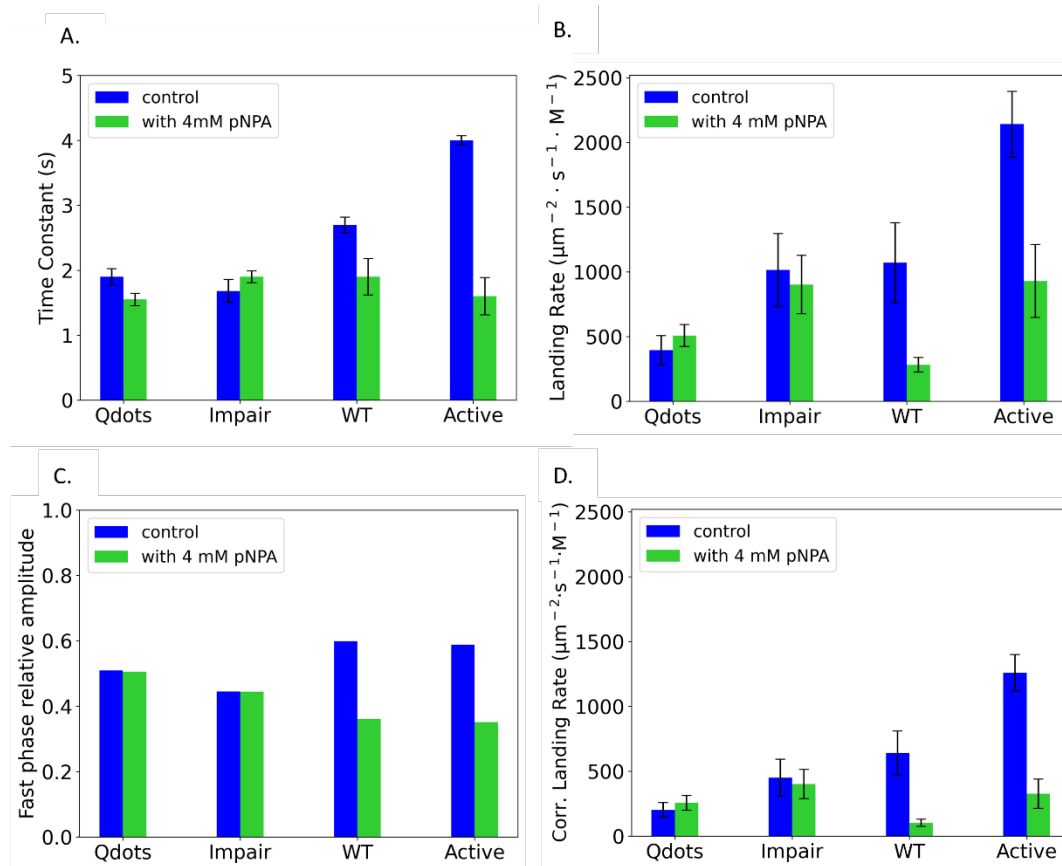 A.
Time Constant (s)
5
4
3
2
1
0
control
with 4mM pNPA
Qdots Impair WT Active
B.
Landing Rate (μm⁻² · s⁻¹ · M⁻¹)
2500
2000
1500
1000
500
0
control
with 4 mM pNPA
Qdots Impair WT Active
C.
Fast phase relative amplitude
1.0
0.8
0.6
0.4
0.2
0.0
control
with 4 mM pNPA
Qdots Impair WT Active
D.
Corr. Landing Rate (μm⁻²·s⁻¹·M⁻¹)
2500
2000
1500
1000
500
0
control
with 4 mM pNPA
Qdots Impair WT Active